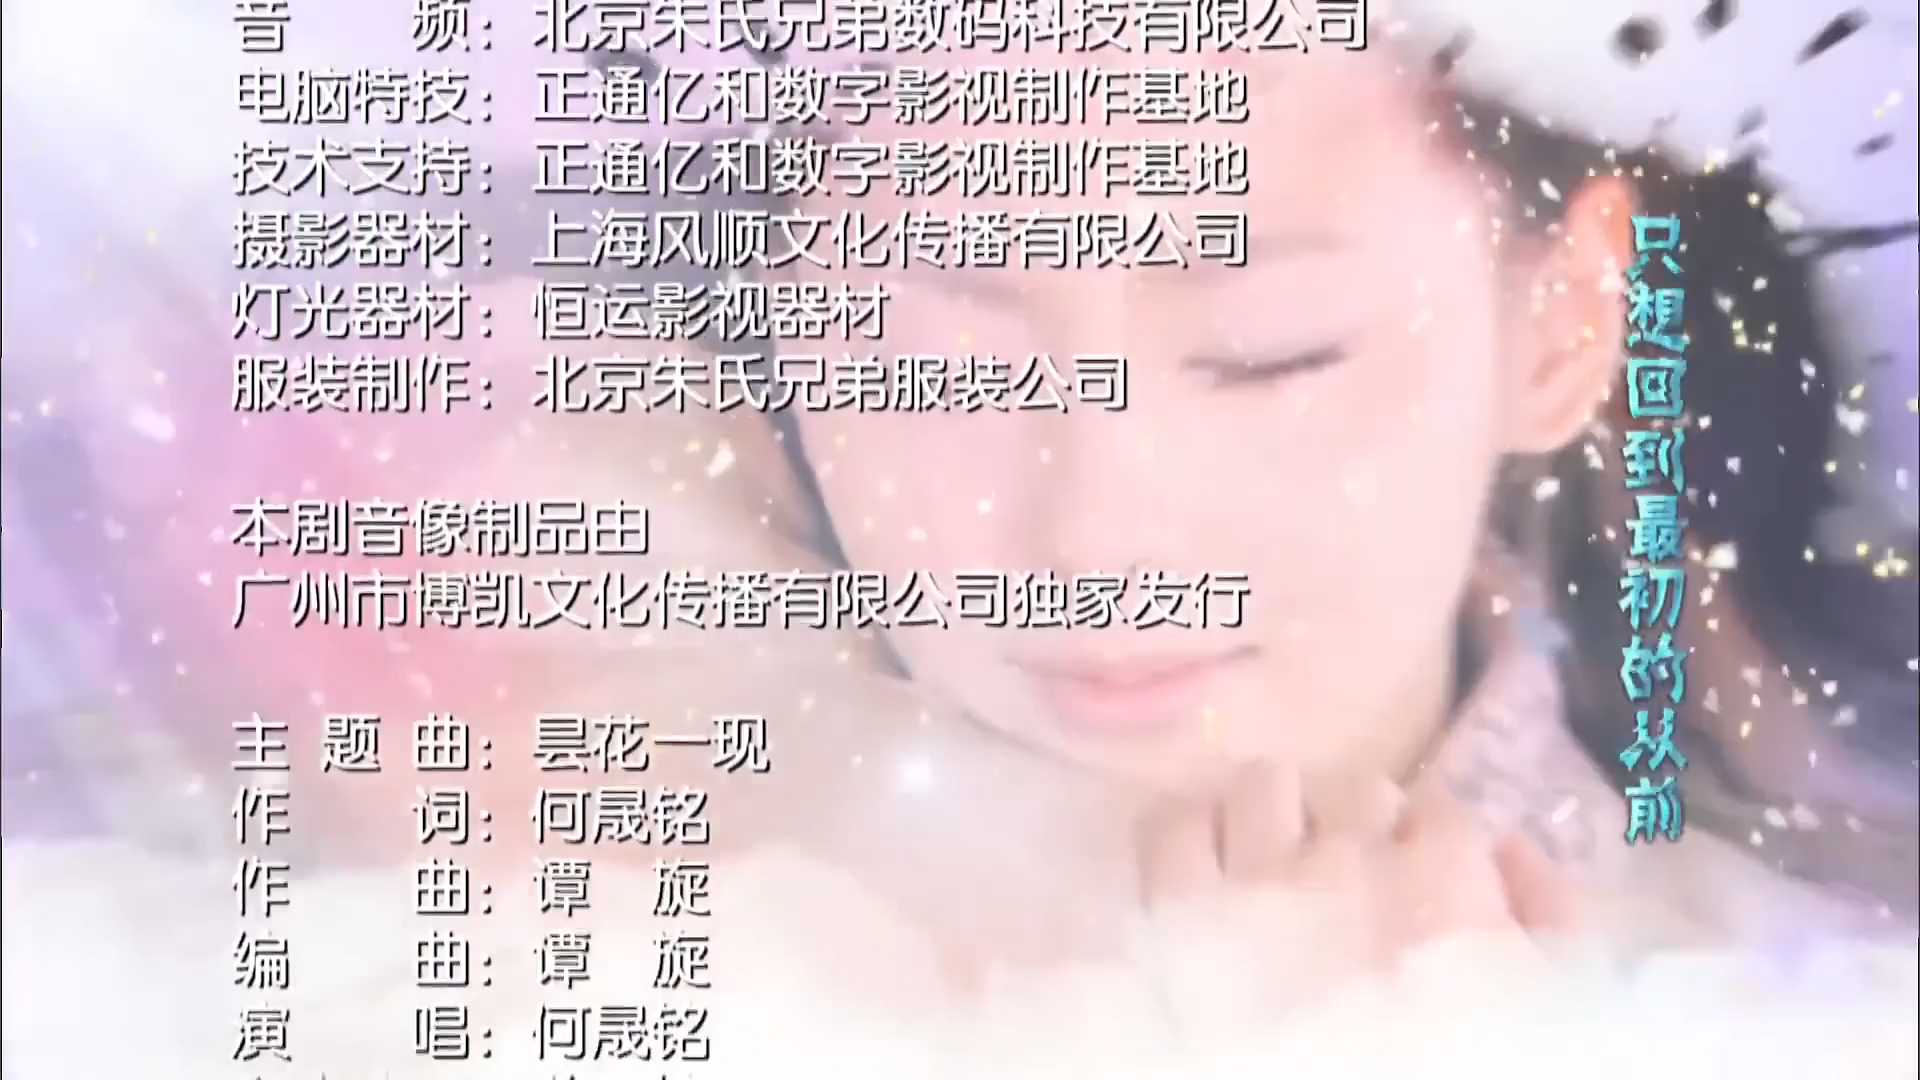 音 频：北京朱氏兄弟数码科技有限公司
电脑特技：正通亿和数字影视制作基地
技术支持：正通亿和数字影视制作基地
摄影器材：上海风顺文化传播有限公司
灯光器材：恒运影视器材
服装制作：北京朱氏兄弟服装公司
本剧音像制品由
广州市博凯文化传播有限公司独家发行
主 题 曲：昙花一现
作 词：何晟铭
作 曲：谭 旋
编 曲：谭 旋
演 唱：何晟铭
只想回到最初的从前